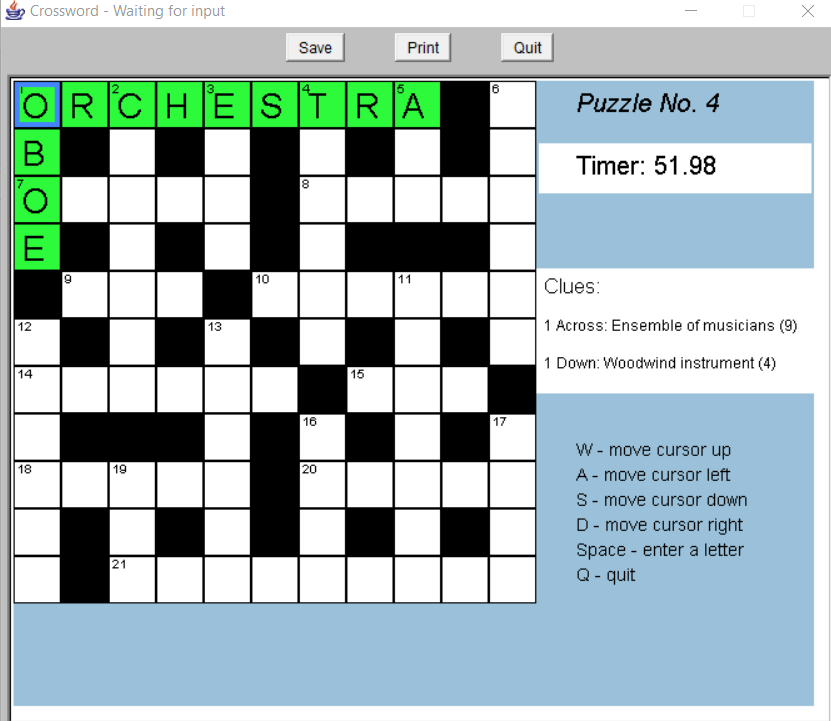 Crossword - Waiting for input
Save Print Quit
1 O R 2 C H 3 E S 4 T R 5 A 6
B
7 O 8
E
9 10 11
12 13
14 15
16 17
18 19 20
21
Puzzle No. 4
Timer: 51.98
Clues:
1 Across: Ensemble of musicians (9)
1 Down: Woodwind instrument (4)
W - move cursor up
A - move cursor left
S - move cursor down
D - move cursor right
Space - enter a letter
Q - quit